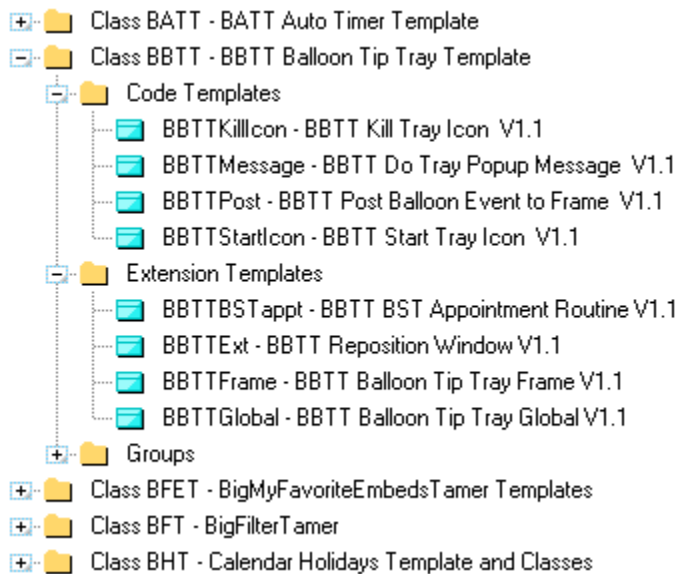 Class BATT - BATT Auto Timer Template
Class BBTT - BBTT Balloon Tip Tray Template
Code Templates
BBTTKillIcon - BBTT Kill Tray Icon V1.1
BBTTMessage - BBTT Do Tray Popup Message V1.1
BBTTPost - BBTT Post Balloon Event to Frame V1.1
BBTTStartIcon - BBTT Start Tray Icon V1.1
Extension Templates
BBTTBSTappt - BBTT BST Appointment Routine V1.1
BBTTExt - BBTT Reposition Window V1.1
BBTTFrame - BBTT Balloon Tip Tray Frame V1.1
BBTTGlobal - BBTT Balloon Tip Tray Global V1.1
Groups
Class BFET - BigMyFavoriteEmbedsTamer Templates
Class BFT - BigFilterTamer
Class BHT - Calendar Holidays Template and Classes